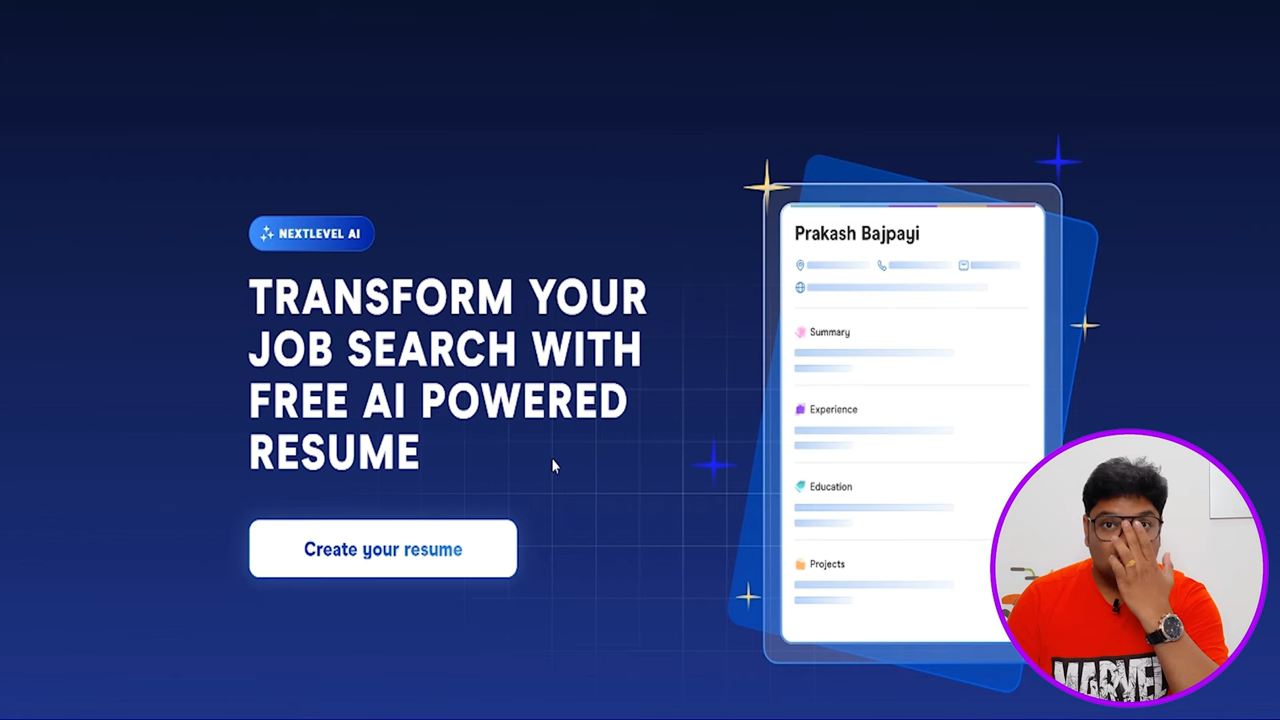 NEXTLEVEL AI
TRANSFORM YOUR
JOB SEARCH WITH
FREE AI POWERED
RESUME
Create your resume
Prakash Bajpayi
Summary
Experience
Education
Projects
MARVEL